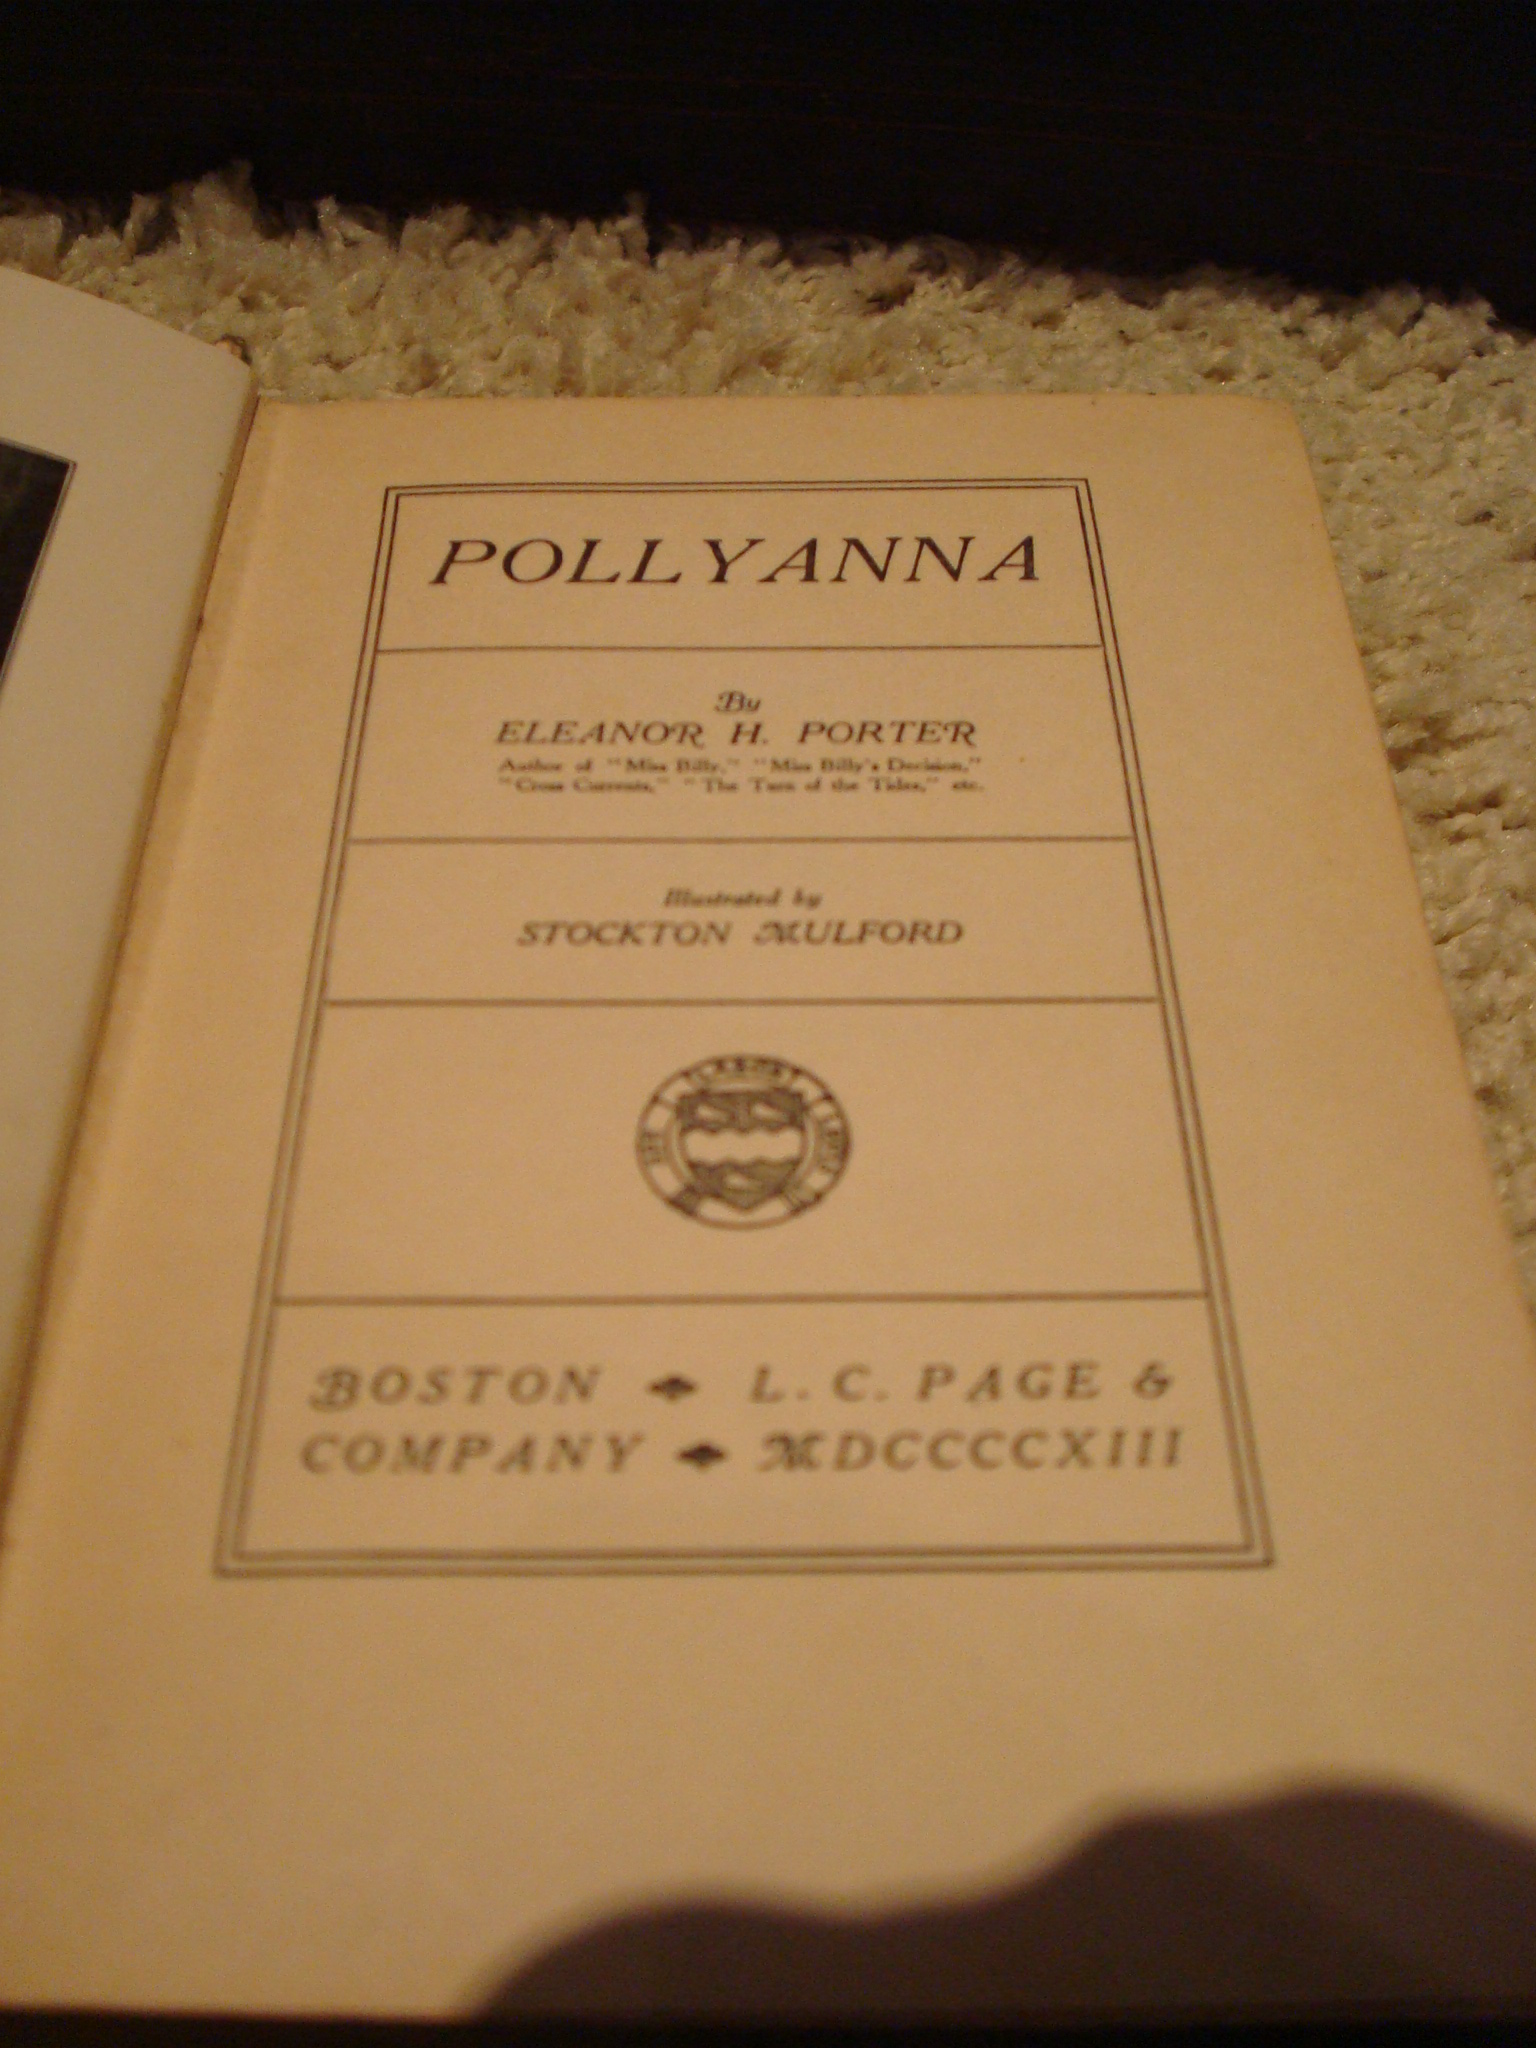 POLLYANNA
By
ELEANOR H. PORTER
Author of "Miss Billy," "Miss Billy's Decision,"
"Cross Currents," "The Turn of the Tides," etc.
Illustrated by
STOCKTON MULFORD
BOSTON L. C. PAGE &
COMPANY MDCCCCXIII